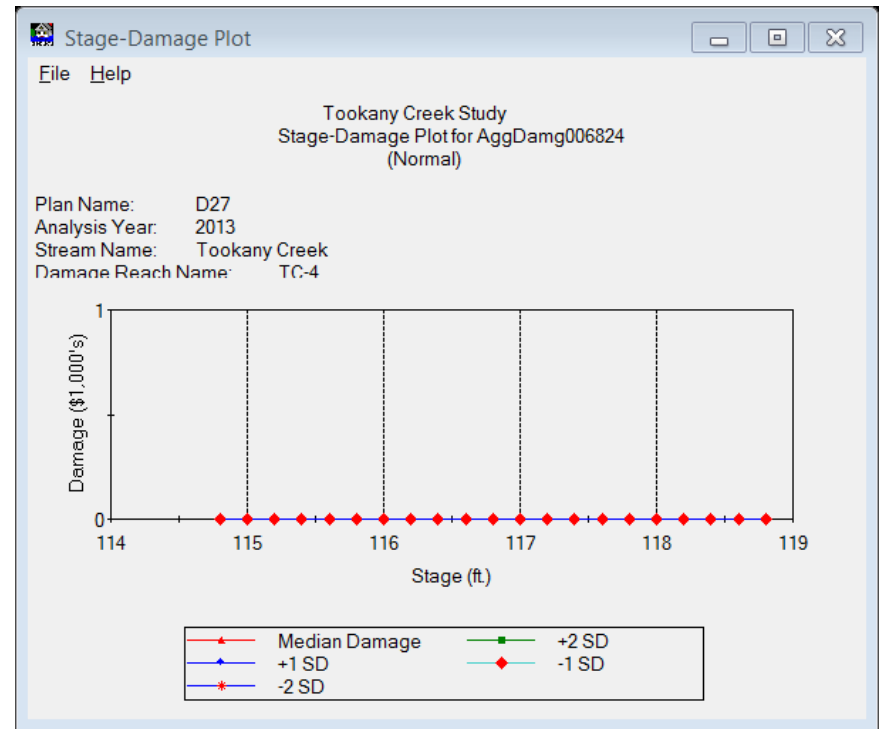 Stage-Damage Plot
File Help
Tookany Creek Study
Stage-Damage Plot for AggDamg006824
(Normal)
Plan Name: D27
Analysis Year: 2013
Stream Name: Tookany Creek
Damage Reach Name: TC-4
1
Damage ($1,000's)
0
114 115 116 117 118 119
Stage (ft.)
Median Damage +2 SD
+1 SD -1 SD
-2 SD